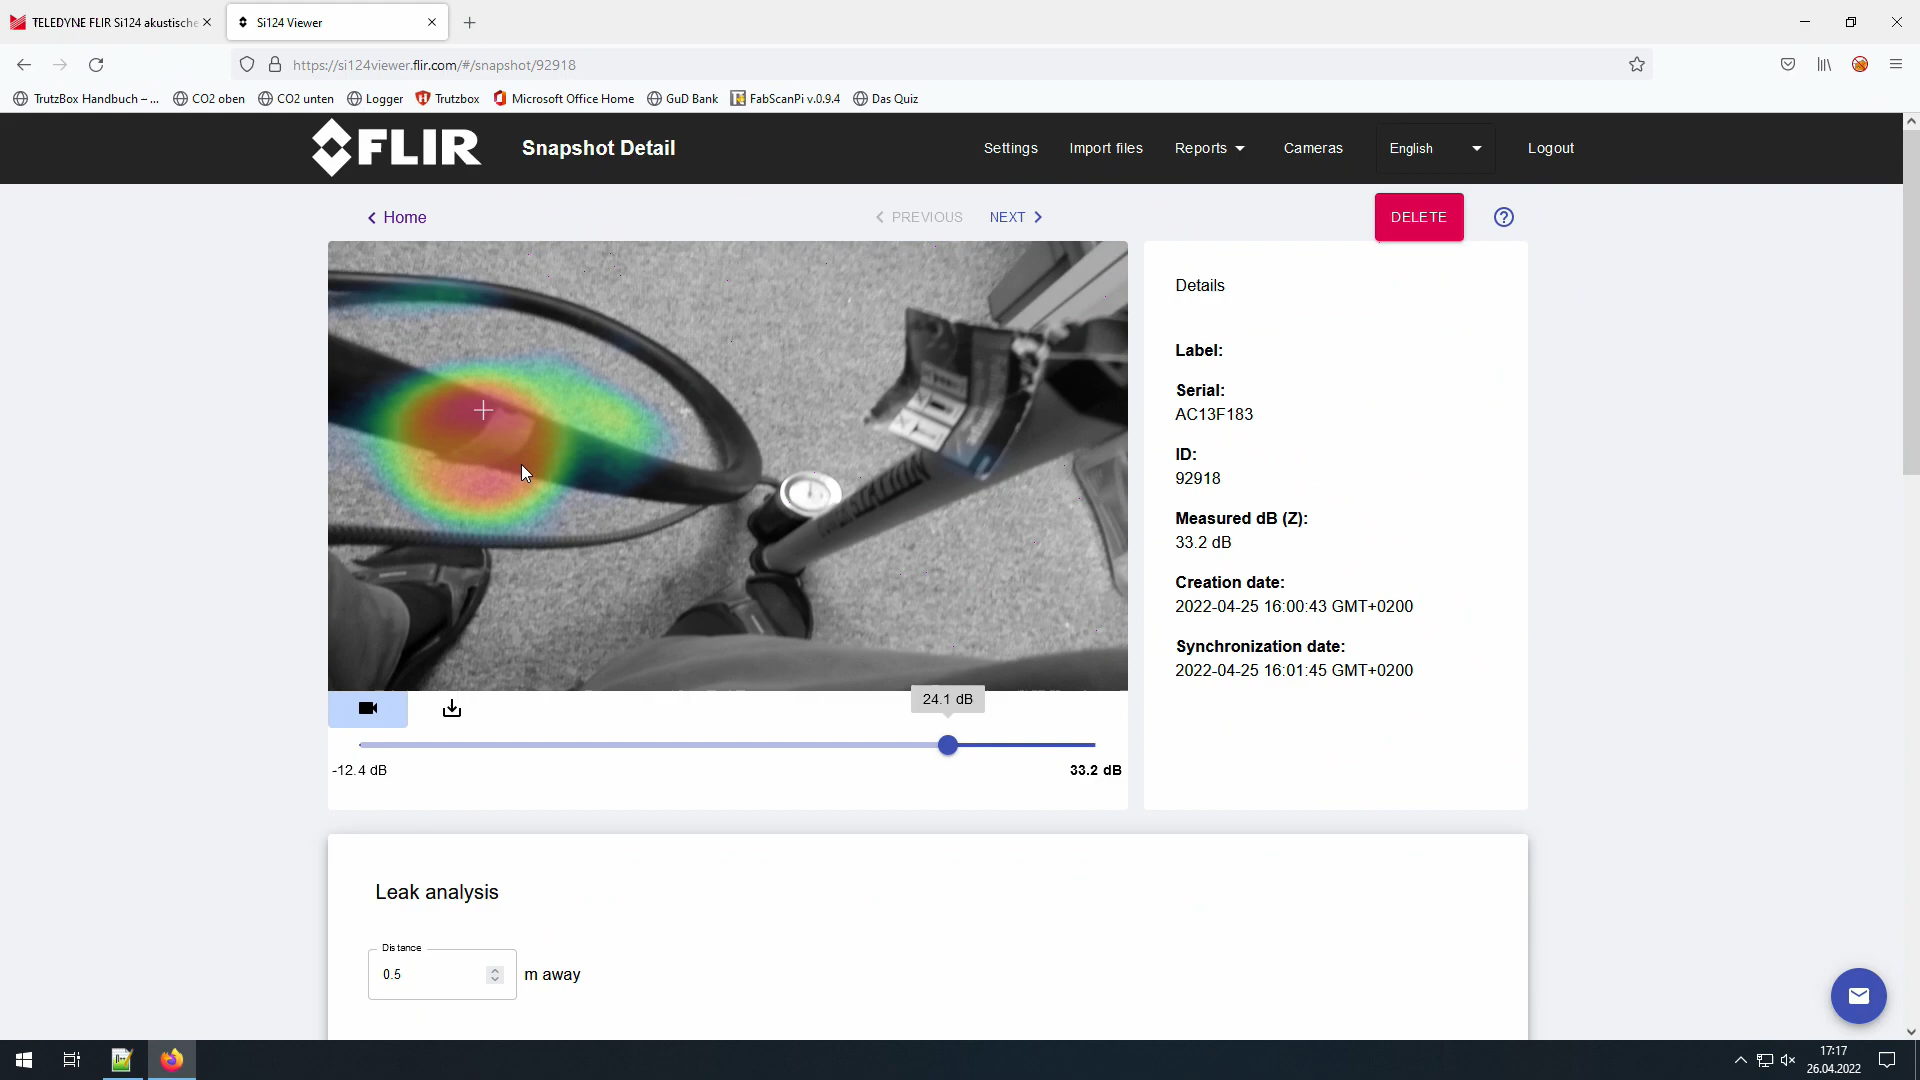 TELEDYNE FLIR Si124 akustische
Si124 Viewer
https://si124viewer.flir.com/#/snapshot/92918
TrutzBox Handbuch – ...
CO2 oben
CO2 unten
Logger
Trutzbox
Microsoft Office Home
GuD Bank
FabScanPi v.0.9.4
Das Quiz
FLIR
Snapshot Detail
Settings
Import files
Reports
Cameras
English
Logout
Home
PREVIOUS
NEXT
DELETE
Details
Label:
Serial:
AC13F183
ID:
92918
Measured dB (Z):
33.2 dB
Creation date:
2022-04-25 16:00:43 GMT+0200
Synchronization date:
2022-04-25 16:01:45 GMT+0200
24.1 dB
-12.4 dB
33.2 dB
Leak analysis
Distance
0.5
m away
17:17
26.04.2022